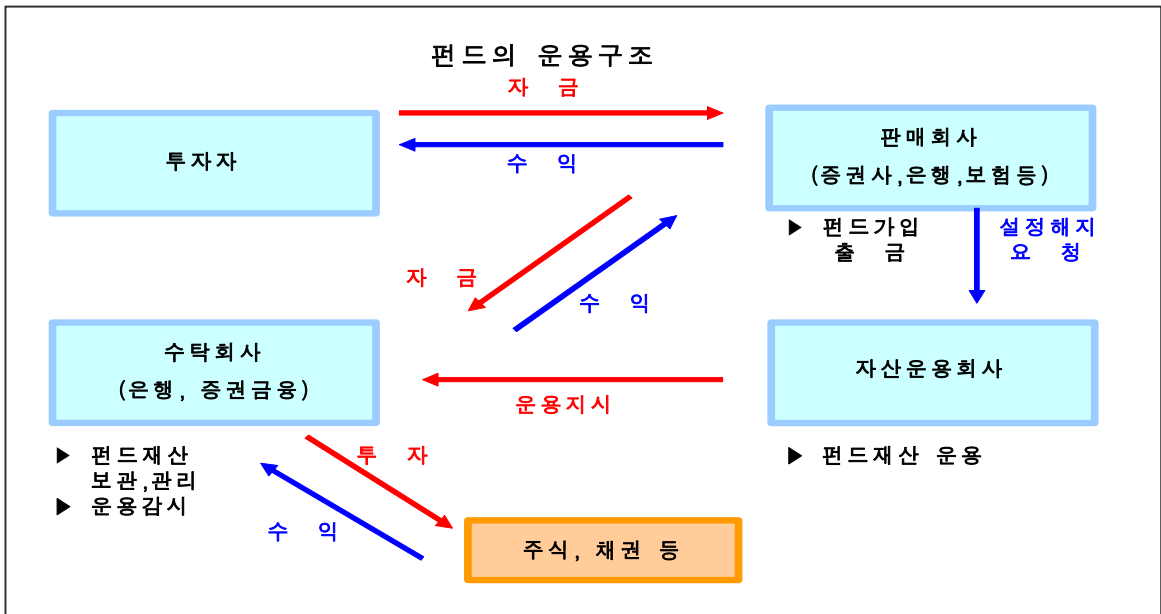 펀드의 운용구조
자 금
투자자
수 익
판매회사
(증권사,은행,보험등)
▶ 펀드가입
출 금
설정해지
요 청
자 금
수 익
수탁회사
(은행, 증권금융)
운용지시
자산운용회사
▶ 펀드재산
보관,관리
▶ 운용감시
투 자
수 익
▶ 펀드재산 운용
주식, 채권 등